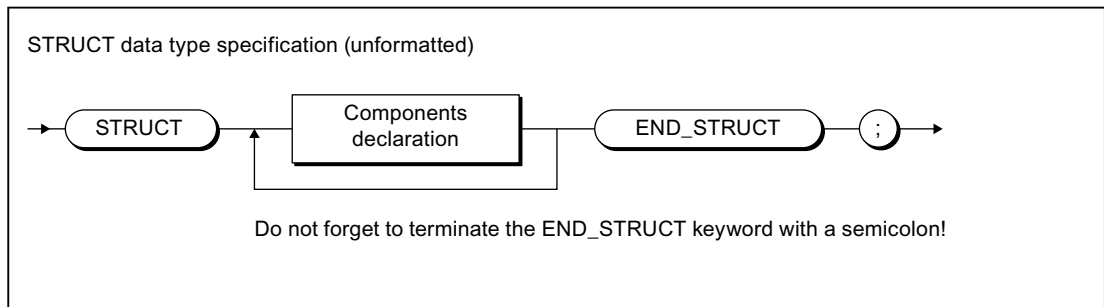 STRUCT data type specification (unformatted)
STRUCT
Components
declaration
END_STRUCT
;
Do not forget to terminate the END_STRUCT keyword with a semicolon!